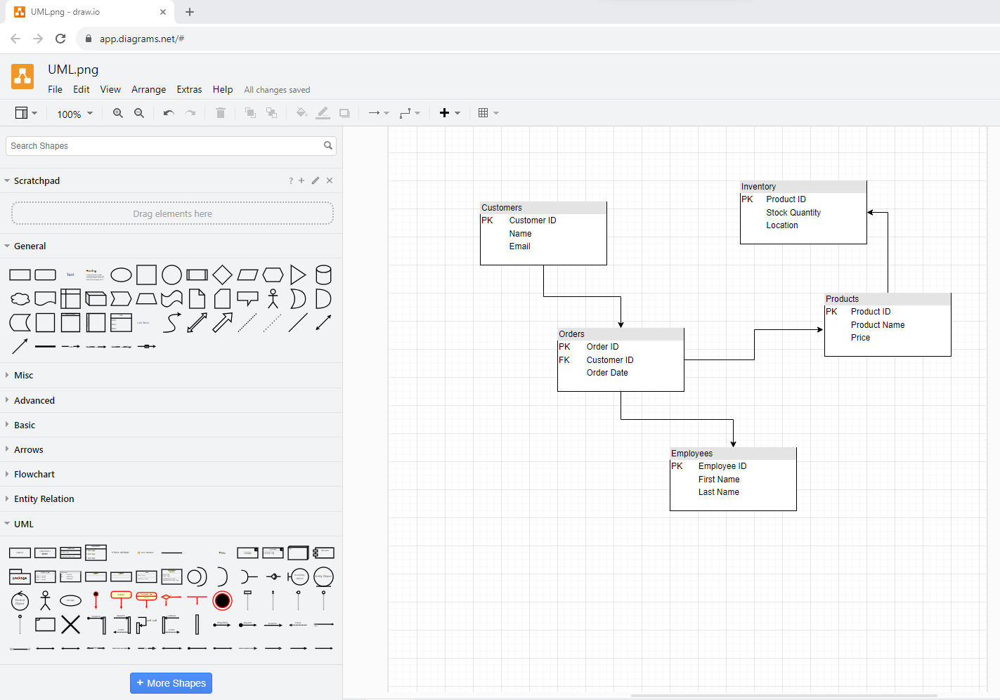 UML.png - draw.io
app.diagrams.net/#
UML.png
File Edit View Arrange Extras Help All changes saved
100%
Search Shapes
Scratchpad
?
Drag elements here
General
Text
Heading
Misc
Advanced
Basic
Arrows
Flowchart
Entity Relation
UML
package
+ More Shapes
Customers
PK Customer ID
Name
Email
Inventory
PK Product ID
Stock Quantity
Location
Products
PK Product ID
Product Name
Price
Orders
PK Order ID
FK Customer ID
Order Date
Employees
PK Employee ID
First Name
Last Name